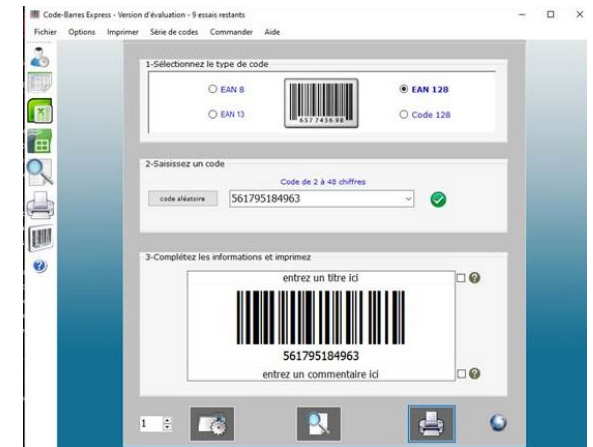 Code-Barres Express - Version d'évaluation - 9 essais restants
Fichier Options Imprimer Série de codes Commander Aide
1-Sélectionnez le type de code
EAN 8
EAN 128
EAN 13
Code 128
657743698
2-Saisissez un code
Code de 2 à 48 chiffres
code aléatoire
561795184963
3-Complétez les informations et imprimez
entrez un titre ici
561795184963
entrez un commentaire ici
1